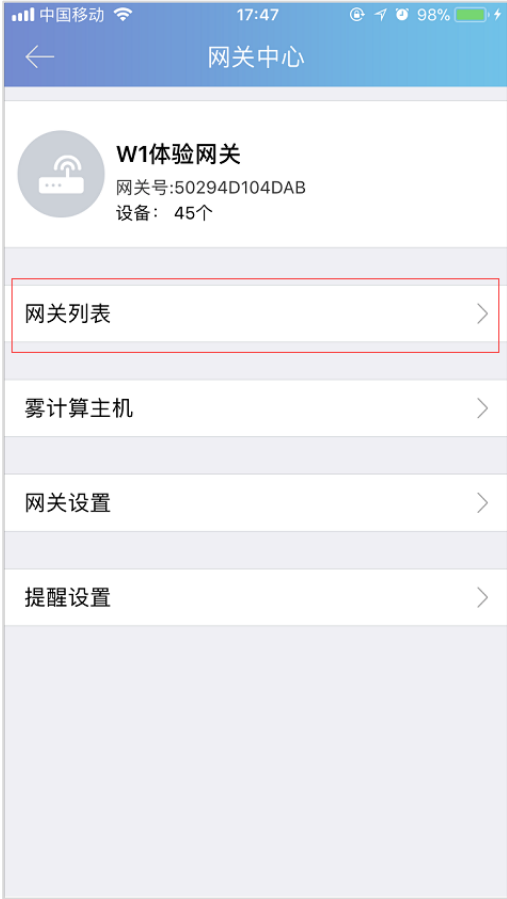 中国移动 17:47 98%
网关中心
W1体验网关
网关号:50294D104DAB
设备： 45个
网关列表
雾计算主机
网关设置
提醒设置